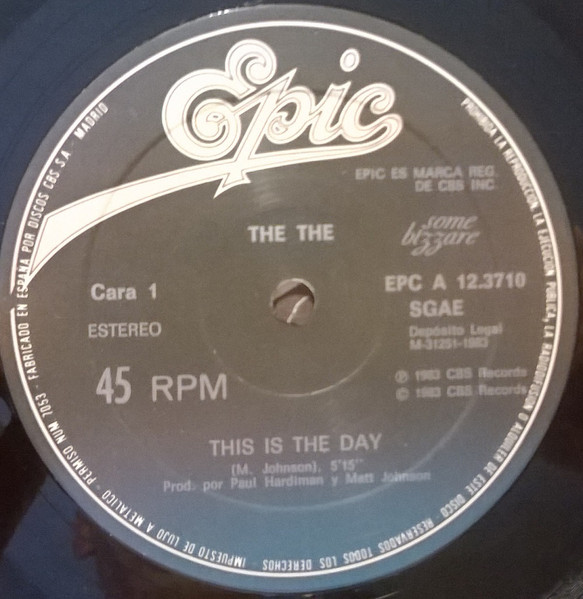 Epic
EPIC ES MARCA REG.
DE CBS INC.
THE THE
some
bizzare
Cara 1
EPC A 12.3710
SGAE
ESTEREO
Depósito Legal
M-31251-1983
45 RPM
℗ 1983 CBS Records
© 1983 CBS Records
THIS IS THE DAY
(M. Johnson). 5'15"
Prod. por Paul Hardiman y Matt Johnson
PROHIBIDA LA REPRODUCCION, LA EJECUCION PUBLICA, LA RADIODIFUSION O ALQUILER DE ESTE DISCO RESERVADOS TODOS LOS DERECHOS
IMPUESTO DE LUJO A METALICO - PERMISO NUM 7053 - FABRICADO EN ESPAÑA POR DISCOS CBS S.A. MADRID